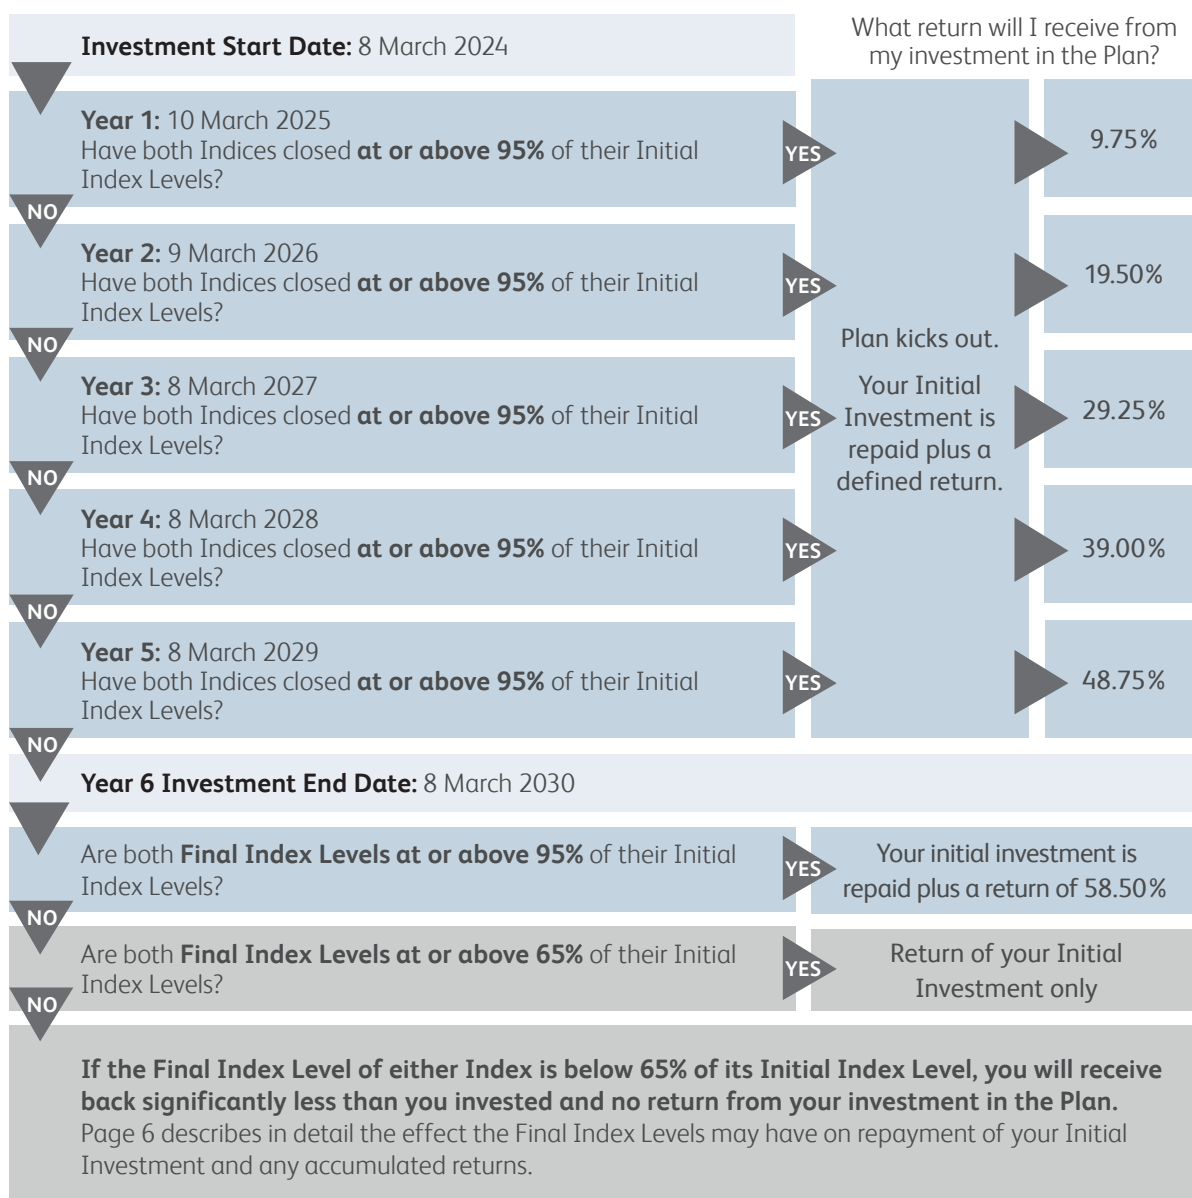 What return will I receive from
my investment in the Plan?
Investment Start Date: 8 March 2024
Year 1: 10 March 2025
Have both Indices closed at or above 95% of their Initial
Index Levels?
YES
9.75%
NO
Year 2: 9 March 2026
Have both Indices closed at or above 95% of their Initial
Index Levels?
YES
19.50%
NO
Year 3: 8 March 2027
Have both Indices closed at or above 95% of their Initial
Index Levels?
YES
Plan kicks out.
Your Initial
Investment is
repaid plus a
defined return.
29.25%
NO
Year 4: 8 March 2028
Have both Indices closed at or above 95% of their Initial
Index Levels?
YES
39.00%
NO
Year 5: 8 March 2029
Have both Indices closed at or above 95% of their Initial
Index Levels?
YES
48.75%
NO
Year 6 Investment End Date: 8 March 2030
Are both Final Index Levels at or above 95% of their Initial
Index Levels?
YES
Your initial investment is
repaid plus a return of 58.50%
NO
Are both Final Index Levels at or above 65% of their Initial
Index Levels?
YES
Return of your Initial
Investment only
NO
If the Final Index Level of either Index is below 65% of its Initial Index Level, you will receive
back significantly less than you invested and no return from your investment in the Plan.
Page 6 describes in detail the effect the Final Index Levels may have on repayment of your Initial
Investment and any accumulated returns.